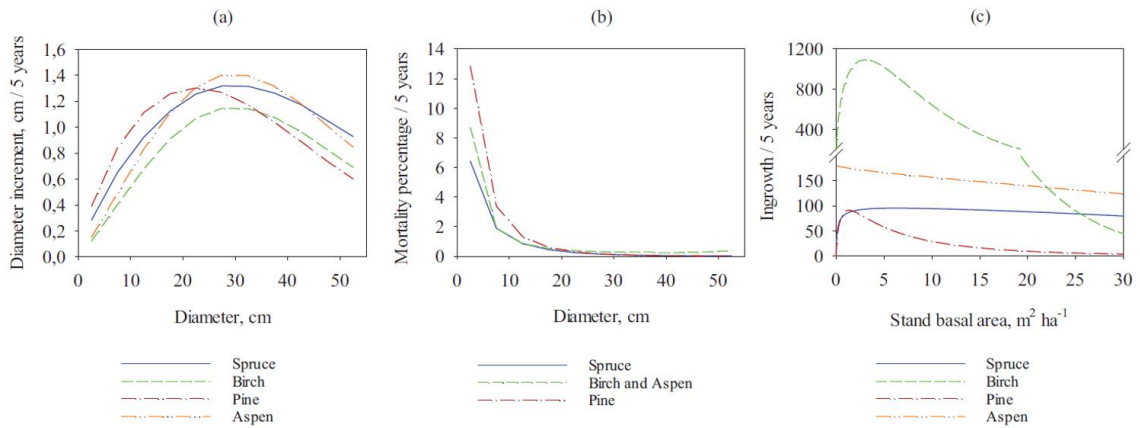 (a)
Diameter increment, cm / 5 years
1,6
1,4
1,2
1,0
0,8
0,6
0,4
0,2
0,0
0 10 20 30 40 50
Diameter, cm
Spruce
Birch
Pine
Aspen
(b)
Mortality percentage / 5 years
14
12
10
8
6
4
2
0
0 10 20 30 40 50
Diameter, cm
Spruce
Birch and Aspen
Pine
(c)
Ingrowth / 5 years
1200
800
400
150
100
50
0
0 5 10 15 20 25 30
Stand basal area, m² ha⁻¹
Spruce
Birch
Pine
Aspen